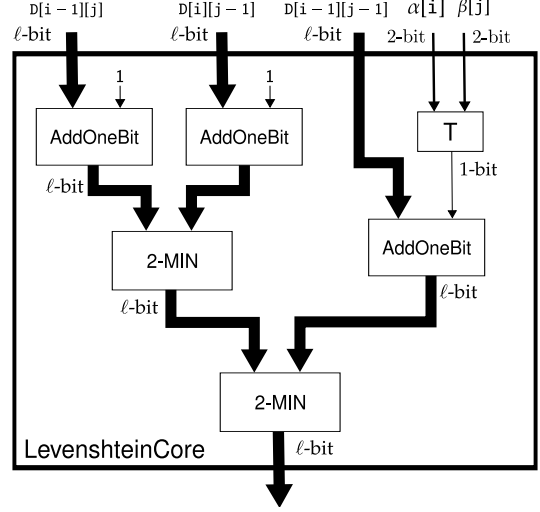 D[i − 1][j] D[i][j − 1] D[i − 1][j − 1] α[i] β[j]
ℓ-bit ℓ-bit ℓ-bit 2-bit 2-bit
1 1
AddOneBit AddOneBit T
ℓ-bit 1-bit
2-MIN AddOneBit
ℓ-bit ℓ-bit
2-MIN
LevenshteinCore ℓ-bit